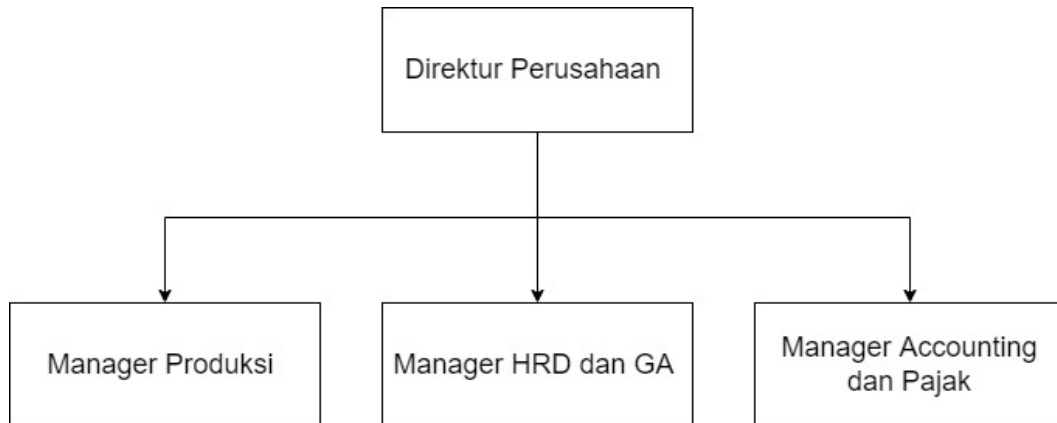 Direktur Perusahaan
Manager Produksi
Manager HRD dan GA
Manager Accounting
dan Pajak